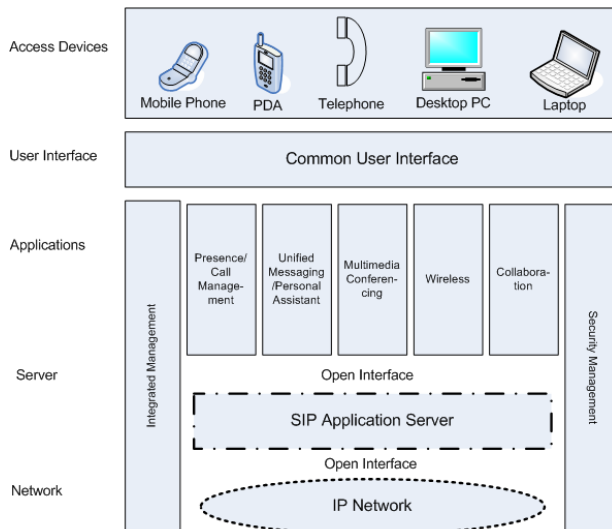 Access Devices
Mobile Phone
PDA
Telephone
Desktop PC
Laptop
User Interface
Common User Interface
Applications
Integrated Management
Presence/
Call
Manage-
ment
Unified
Messaging
/Personal
Assistant
Multimedia
Conferen-
cing
Wireless
Collabora-
tion
Security Management
Server
Open Interface
SIP Application Server
Open Interface
Network
IP Network